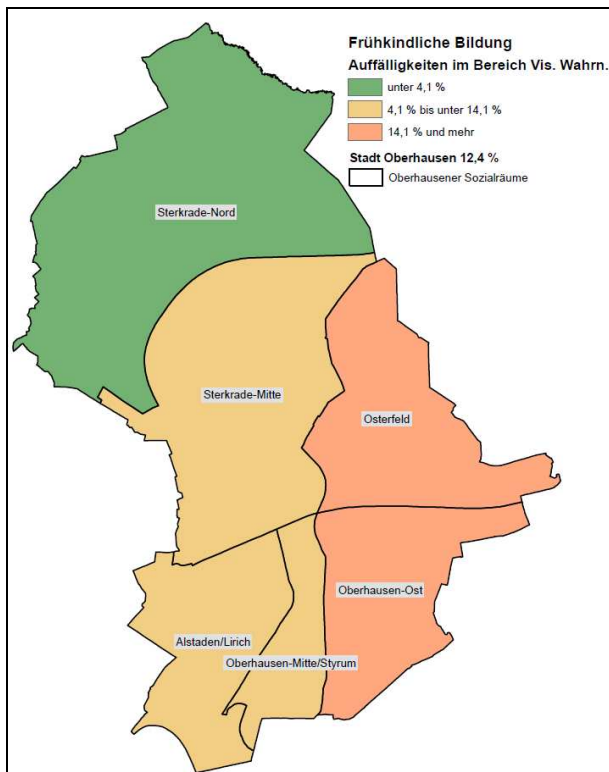 Frühkindliche Bildung
Auffälligkeiten im Bereich Vis. Wahrn.
unter 4,1 %
4,1 % bis unter 14,1 %
14,1 % und mehr
Stadt Oberhausen 12,4 %
Oberhausener Sozialräume
Sterkrade-Nord
Sterkrade-Mitte
Osterfeld
Oberhausen-Ost
Alstaden/Lirich
Oberhausen-Mitte/Styrum